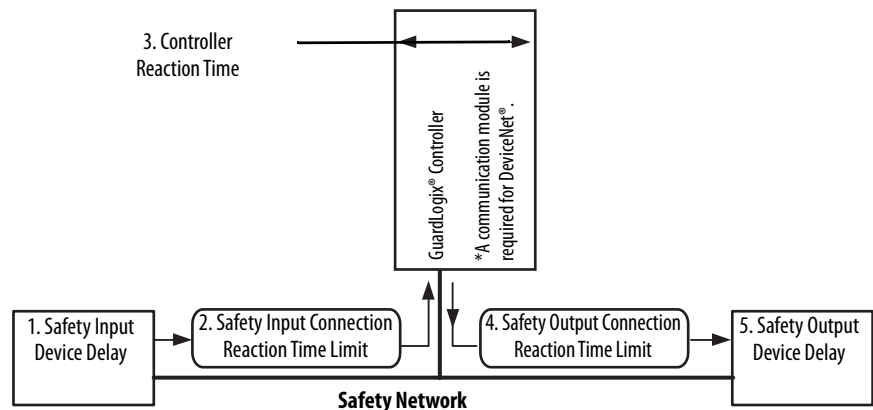 3. Controller
Reaction Time
GuardLogix® Controller
*A communication module is
required for DeviceNet®.
1. Safety Input
Device Delay
2. Safety Input Connection
Reaction Time Limit
4. Safety Output Connection
Reaction Time Limit
5. Safety Output
Device Delay
Safety Network